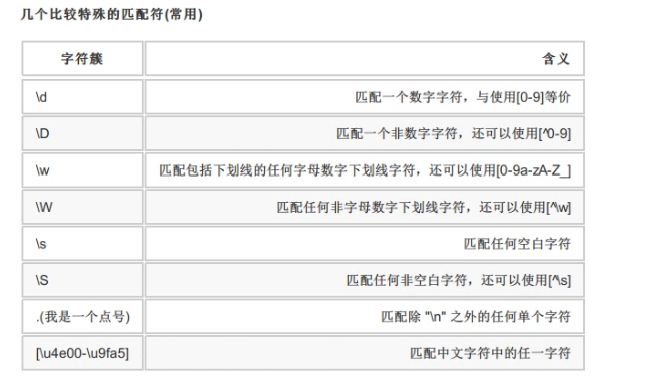 几个比较特殊的匹配符(常用)
字符簇 含义
\d 匹配一个数字字符，与使用[0-9]等价
\D 匹配一个非数字字符，还可以使用[^0-9]
\w 匹配包括下划线的任何字母数字下划线字符，还可以使用[0-9a-zA-Z_]
\W 匹配任何非字母数字下划线字符，还可以使用[^\w]
\s 匹配任何空白字符
\S 匹配任何非空白字符，还可以使用[^\s]
.(我是一个点号) 匹配除 "\n" 之外的任何单个字符
[\u4e00-\u9fa5] 匹配中文字符中的任一字符